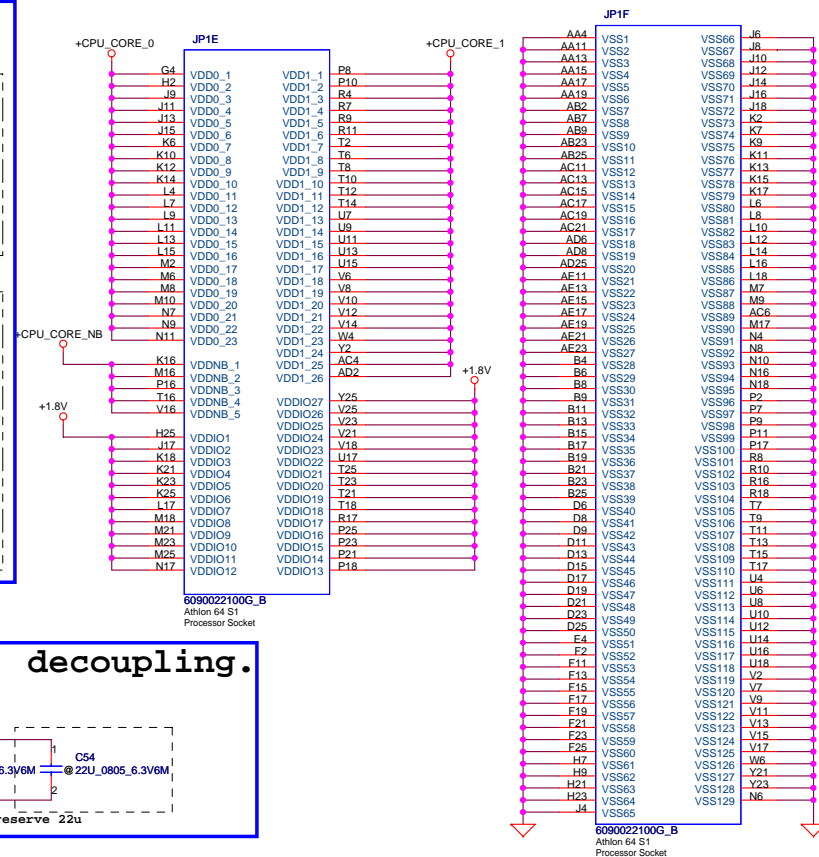 +CPU_CORE_0
JP1E
+CPU_CORE_1
G4 VDD0_1 VDD1_1 P8
H2 VDD0_2 VDD1_2 P10
J9 VDD0_3 VDD1_3 R4
J11 VDD0_4 VDD1_4 R7
J13 VDD0_5 VDD1_5 R9
J15 VDD0_6 VDD1_6 R11
K6 VDD0_7 VDD1_7 T2
K10 VDD0_8 VDD1_8 T6
K12 VDD0_9 VDD1_9 T8
K14 VDD0_10 VDD1_10 T10
L4 VDD0_11 VDD1_11 T12
L7 VDD0_12 VDD1_12 T14
L9 VDD0_13 VDD1_13 U7
L11 VDD0_14 VDD1_14 U9
L13 VDD0_15 VDD1_15 U11
L15 VDD0_16 VDD1_16 U13
M2 VDD0_17 VDD1_17 U15
M6 VDD0_18 VDD1_18 V6
M8 VDD0_19 VDD1_19 V8
M10 VDD0_20 VDD1_20 V10
N7 VDD0_21 VDD1_21 V12
N9 VDD0_22 VDD1_22 V14
N11 VDD0_23 VDD1_23 W4
VDD1_24 Y2
VDD1_25 AC4
VDD1_26 AD2
+CPU_CORE_NB
K16 VDDNB_1
M16 VDDNB_2
P16 VDDNB_3
T16 VDDNB_4
V16 VDDNB_5
+1.8V
+1.8V
VDDIO27 Y25
VDDIO26 V25
VDDIO25 V23
H25 VDDIO1 VDDIO24 V21
J17 VDDIO2 VDDIO23 V18
K18 VDDIO3 VDDIO22 U17
K21 VDDIO4 VDDIO21 T25
K23 VDDIO5 VDDIO20 T23
K25 VDDIO6 VDDIO19 T21
L17 VDDIO7 VDDIO18 T18
M18 VDDIO8 VDDIO17 R17
M21 VDDIO9 VDDIO16 P25
M23 VDDIO10 VDDIO15 P23
M25 VDDIO11 VDDIO14 P21
N17 VDDIO12 VDDIO13 P18
6090022100G_B
Athlon 64 S1
Processor Socket
JP1F
AA4 VSS1 VSS66 J6
AA11 VSS2 VSS67 J8
AA13 VSS3 VSS68 J10
AA15 VSS4 VSS69 J12
AA17 VSS5 VSS70 J14
AA19 VSS6 VSS71 J16
AB2 VSS7 VSS72 J18
AB7 VSS8 VSS73 K2
AB9 VSS9 VSS74 K7
AB23 VSS10 VSS75 K9
AB25 VSS11 VSS76 K11
AC11 VSS12 VSS77 K13
AC13 VSS13 VSS78 K15
AC15 VSS14 VSS79 K17
AC17 VSS15 VSS80 L6
AC19 VSS16 VSS81 L8
AC21 VSS17 VSS82 L10
AD6 VSS18 VSS83 L12
AD8 VSS19 VSS84 L14
AD25 VSS20 VSS85 L16
AE11 VSS21 VSS86 L18
AE13 VSS22 VSS87 M7
AE15 VSS23 VSS88 M9
AE17 VSS24 VSS89 AC6
AE19 VSS25 VSS90 M17
AE21 VSS26 VSS91 N4
AE23 VSS27 VSS92 N8
B4 VSS28 VSS93 N10
B6 VSS29 VSS94 N16
B8 VSS30 VSS95 N18
B9 VSS31 VSS96 P2
B11 VSS32 VSS97 P7
B13 VSS33 VSS98 P9
B15 VSS34 VSS99 P11
B17 VSS35 VSS100 P17
B19 VSS36 VSS101 R8
B21 VSS37 VSS102 R10
B23 VSS38 VSS103 R16
B25 VSS39 VSS104 R18
D6 VSS40 VSS105 T7
D8 VSS41 VSS106 T9
D9 VSS42 VSS107 T11
D11 VSS43 VSS108 T13
D13 VSS44 VSS109 T15
D15 VSS45 VSS110 T17
D17 VSS46 VSS111 U4
D19 VSS47 VSS112 U6
D21 VSS48 VSS113 U8
D23 VSS49 VSS114 U10
D25 VSS50 VSS115 U12
E4 VSS51 VSS116 U14
F2 VSS52 VSS117 U16
F11 VSS53 VSS118 U18
F13 VSS54 VSS119 V2
F15 VSS55 VSS120 V7
F17 VSS56 VSS121 V9
F19 VSS57 VSS122 V11
F21 VSS58 VSS123 V13
F23 VSS59 VSS124 V15
F25 VSS60 VSS125 V17
H7 VSS61 VSS126 W6
H9 VSS62 VSS127 Y21
H21 VSS63 VSS128 Y23
H23 VSS64 VSS129 N6
J4 VSS65
6090022100G_B
Athlon 64 S1
Processor Socket
decoupling.
1
C54
6.3V6M @ 22U_0805_6.3V6M
2
reserve 22u